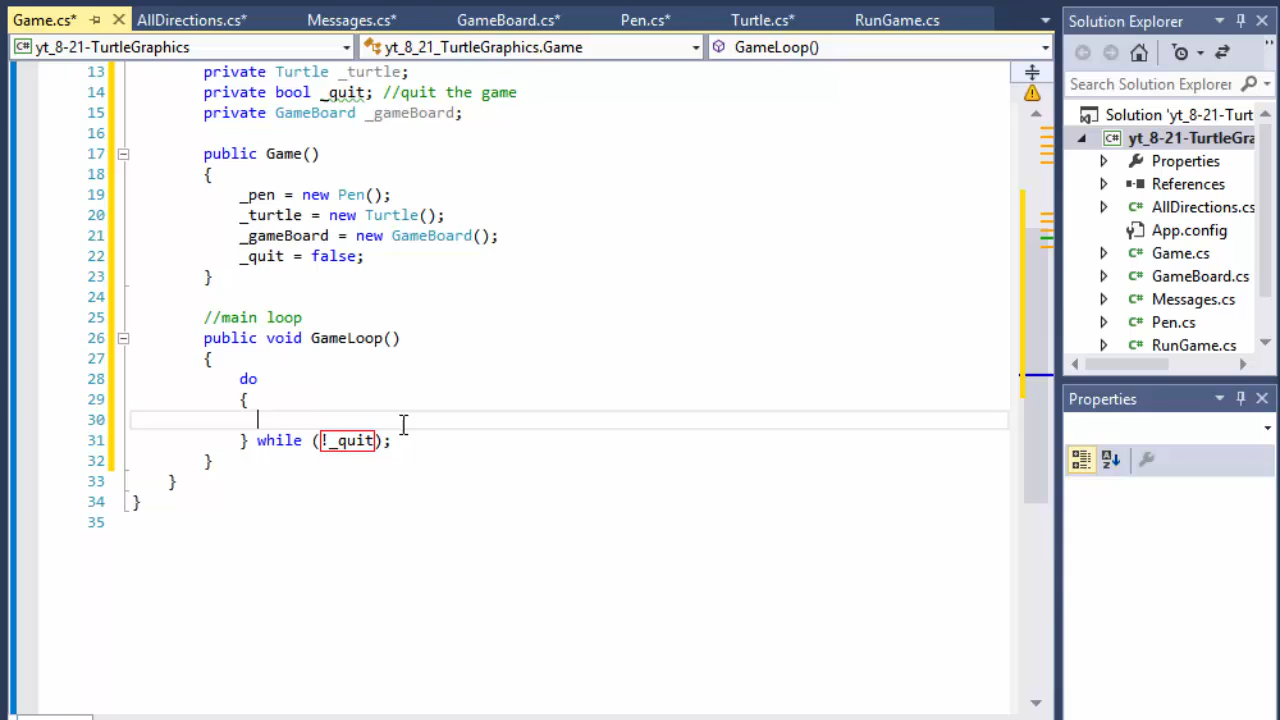 Game.cs* AllDirections.cs* Messages.cs* GameBoard.cs* Pen.cs* Turtle.cs* RunGame.cs
C# yt_8-21-TurtleGraphics yt_8_21_TurtleGraphics.Game GameLoop()
13 private Turtle _turtle;
14 private bool _quit; //quit the game
15 private GameBoard _gameBoard;
16
17 public Game()
18 {
19 _pen = new Pen();
20 _turtle = new Turtle();
21 _gameBoard = new GameBoard();
22 _quit = false;
23 }
24
25 //main loop
26 public void GameLoop()
27 {
28 do
29 {
30
31 } while (!_quit);
32 }
33 }
34 }
35
Solution Explorer
Search Solution Explorer
Solution 'yt_8-21-Turt
C# yt_8-21-TurtleGra
Properties
References
C# AllDirections.cs
App.config
C# Game.cs
C# GameBoard.cs
C# Messages.cs
C# Pen.cs
C# RunGame.cs
Properties